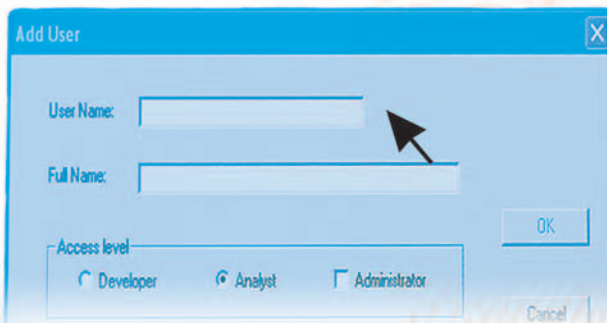 Add User
User Name:
Full Name:
OK
Access level
Developer Analyst Administrator
Cancel